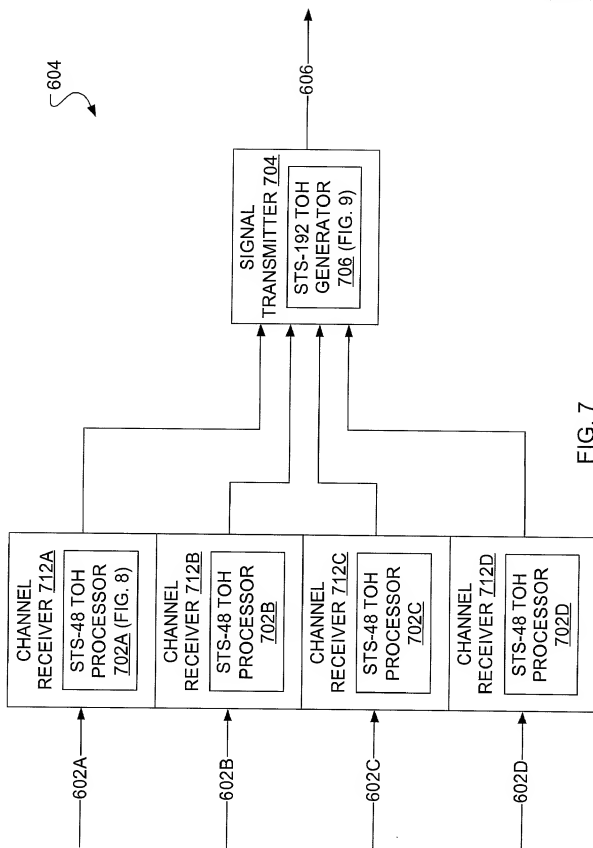 604
602A
CHANNEL
RECEIVER 712A
STS-48 TOH
PROCESSOR
702A (FIG. 8)
602B
CHANNEL
RECEIVER 712B
STS-48 TOH
PROCESSOR
702B
602C
CHANNEL
RECEIVER 712C
STS-48 TOH
PROCESSOR
702C
602D
CHANNEL
RECEIVER 712D
STS-48 TOH
PROCESSOR
702D
SIGNAL
TRANSMITTER 704
STS-192 TOH
GENERATOR
706 (FIG. 9)
606
FIG. 7